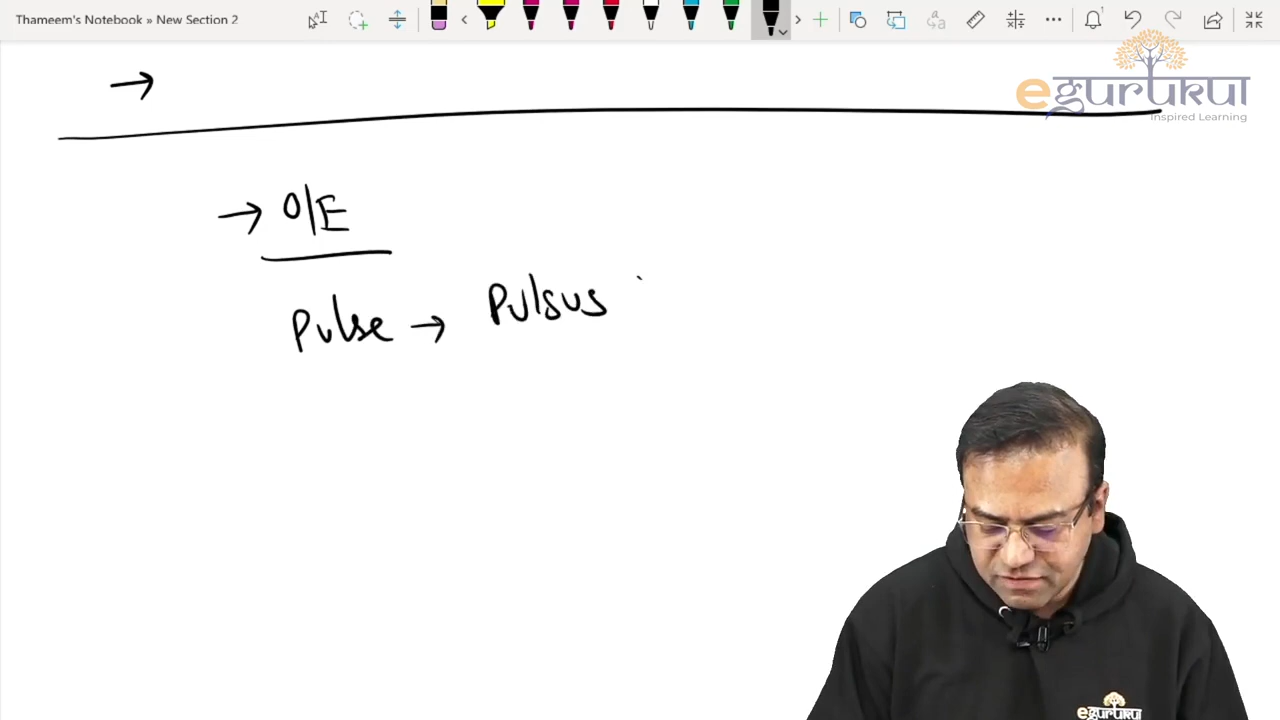 Thameem's Notebook » New Section 2
egurukul
Inspired Learning
→
→ O/E
Pulse → Pulsus
egurukul